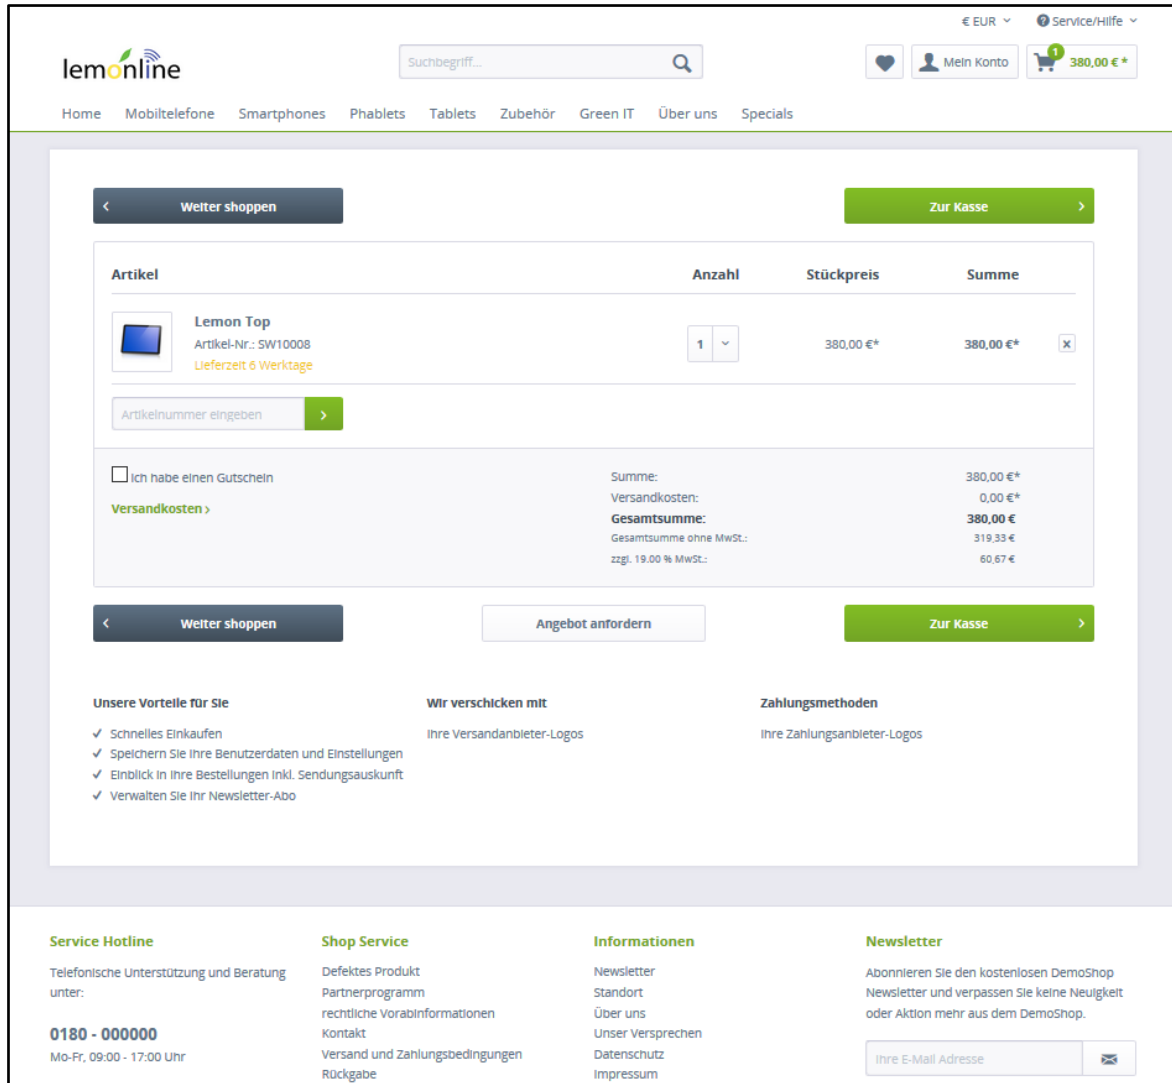 € EUR Service/Hilfe
lemonline
Suchbegriff...
Mein Konto
1
380,00 € *
Home Mobiltelefone Smartphones Phablets Tablets Zubehör Green IT Über uns Specials
Weiter shoppen
Zur Kasse
Artikel Anzahl Stückpreis Summe
Lemon Top
Artikel-Nr.: SW10008
Lieferzeit 6 Werktage
1 380,00 €* 380,00 €*
Artikelnummer eingeben
Ich habe einen Gutschein
Versandkosten
Summe: 380,00 €*
Versandkosten: 0,00 €*
Gesamtsumme: 380,00 €
Gesamtsumme ohne MwSt.: 319,33 €
zzgl. 19.00 % MwSt.: 60,67 €
Weiter shoppen
Angebot anfordern
Zur Kasse
Unsere Vorteile für Sie
Schnelles Einkaufen
Speichern Sie Ihre Benutzerdaten und Einstellungen
Einblick in Ihre Bestellungen inkl. Sendungsauskunft
Verwalten Sie Ihr Newsletter-Abo
Wir verschicken mit
Ihre Versandanbieter-Logos
Zahlungsmethoden
Ihre Zahlungsanbieter-Logos
Service Hotline
Telefonische Unterstützung und Beratung
unter:
0180 - 000000
Mo-Fr, 09:00 - 17:00 Uhr
Shop Service
Defektes Produkt
Partnerprogramm
rechtliche Vorabinformationen
Kontakt
Versand und Zahlungsbedingungen
Rückgabe
Informationen
Newsletter
Standort
Über uns
Unser Versprechen
Datenschutz
Impressum
Newsletter
Abonnieren Sie den kostenlosen DemoShop
Newsletter und verpassen Sie keine Neuigkeit
oder Aktion mehr aus dem DemoShop.
Ihre E-Mail Adresse